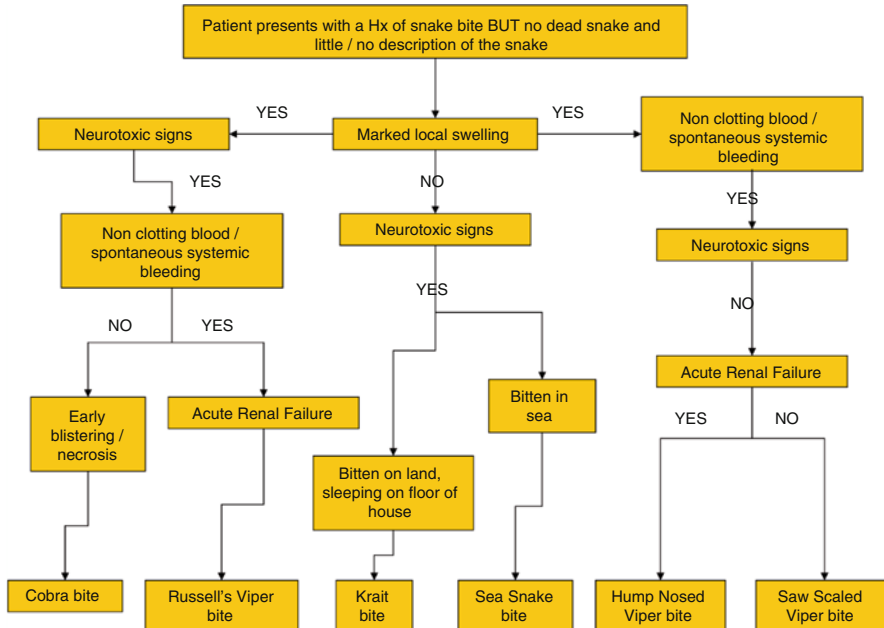 Patient presents with a Hx of snake bite BUT no dead snake and
little / no description of the snake
YES
YES
Neurotoxic signs
Marked local swelling
Non clotting blood /
spontaneous systemic
bleeding
YES
NO
YES
Non clotting blood /
spontaneous systemic
bleeding
Neurotoxic signs
Neurotoxic signs
YES
NO
NO
YES
Acute Renal Failure
Early
blistering /
necrosis
Acute Renal Failure
Bitten in
sea
YES
NO
Bitten on land,
sleeping on floor of
house
Cobra bite
Russell's Viper
bite
Krait
bite
Sea Snake
bite
Hump Nosed
Viper bite
Saw Scaled
Viper bite